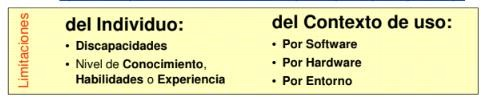 Limitaciones
del Individuo:
• Discapacidades
• Nivel de Conocimiento,
Habilidades o Experiencia
del Contexto de uso:
• Por Software
• Por Hardware
• Por Entorno